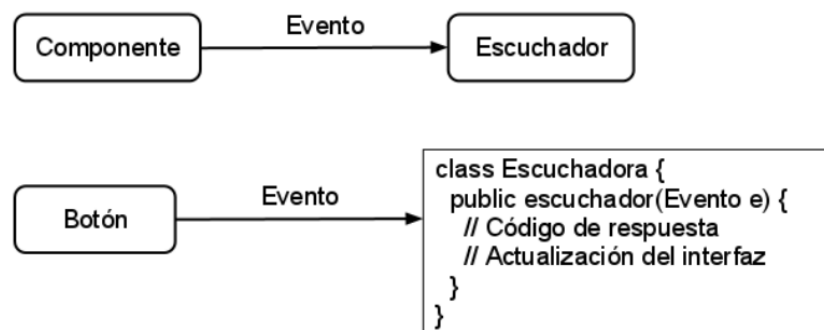 Evento
Componente
Escuchador
Evento
Botón
class Escuchadora {
public escuchador(Evento e) {
// Código de respuesta
// Actualización del interfaz
}
}